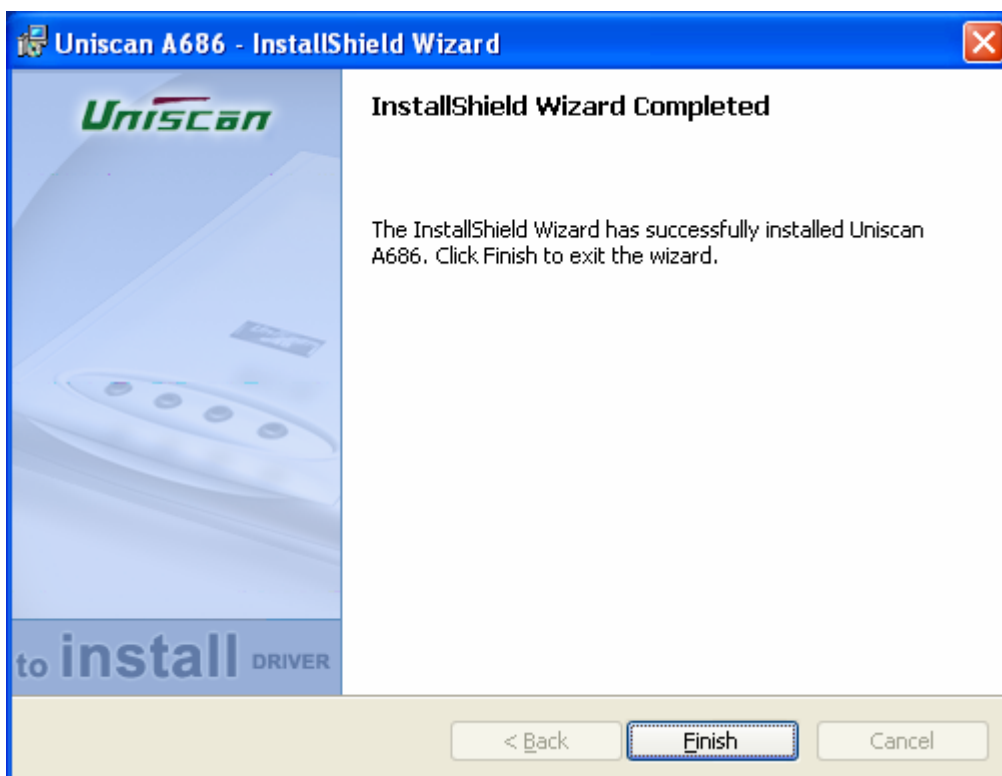 Uniscan A686 - InstallShield Wizard
Uniscan
InstallShield Wizard Completed
The InstallShield Wizard has successfully installed Uniscan
A686. Click Finish to exit the wizard.
to install DRIVER
< Back
Finish
Cancel